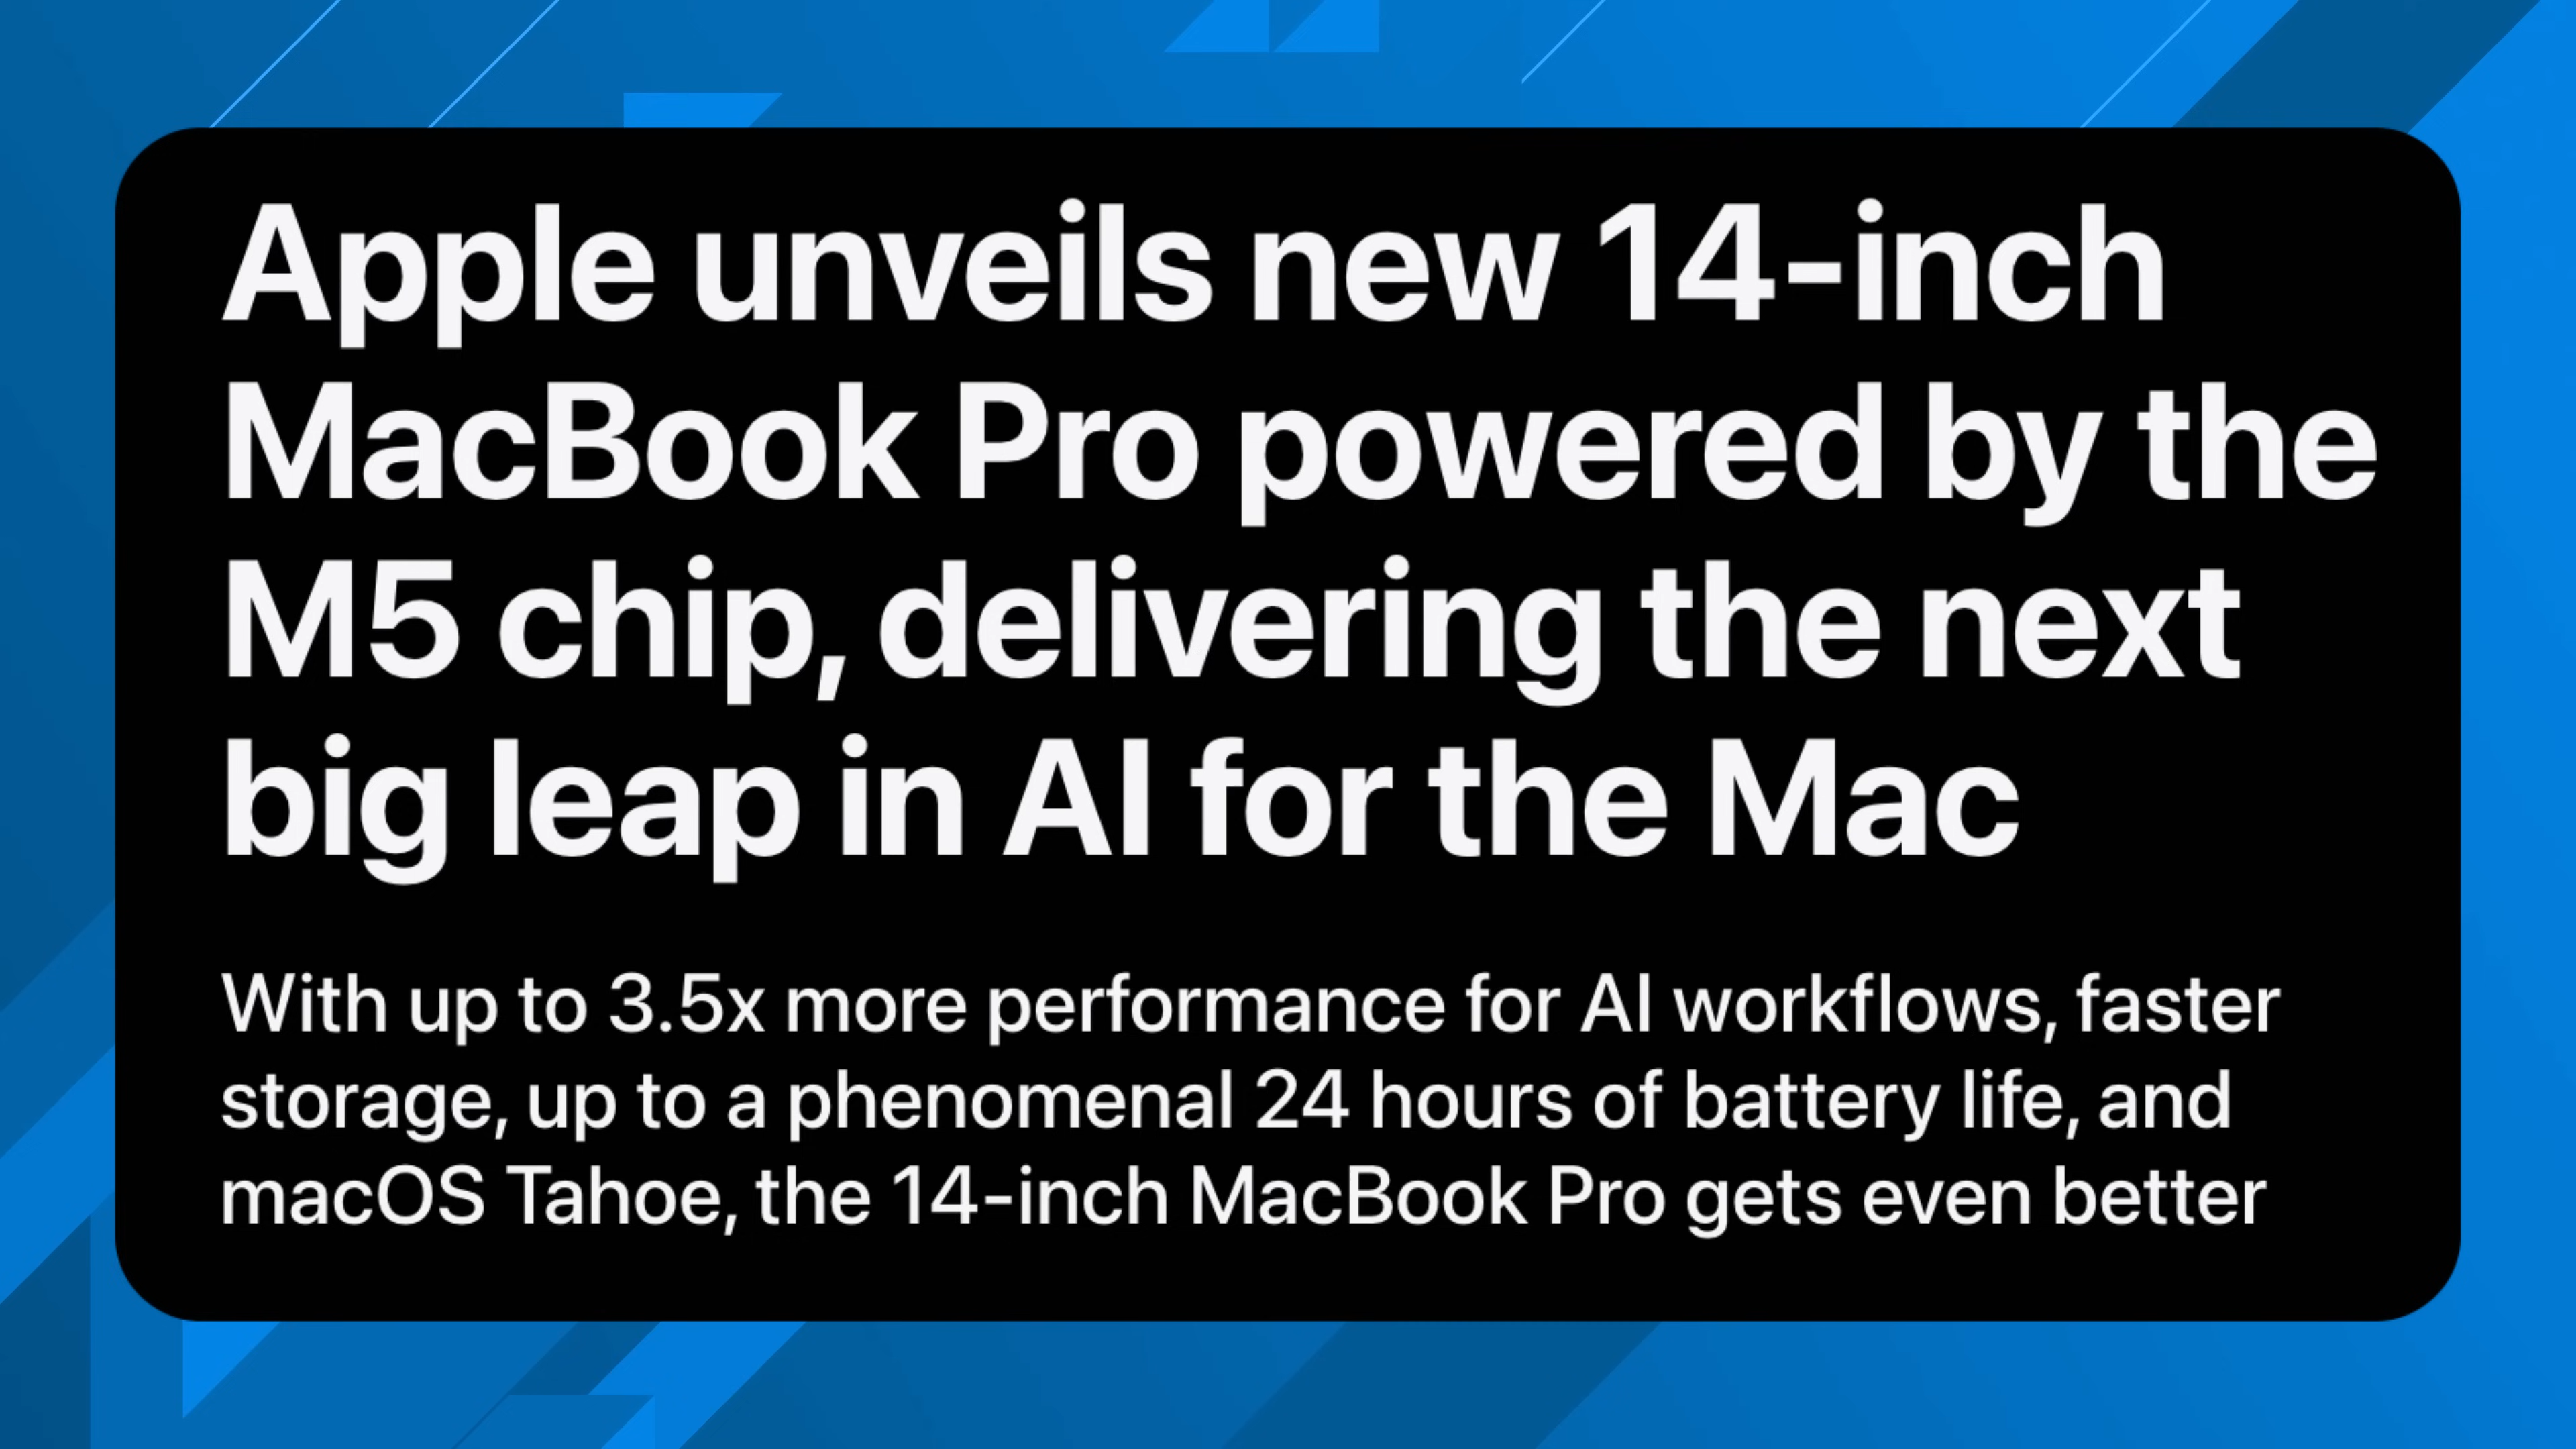 Apple unveils new 14-inch
MacBook Pro powered by the
M5 chip, delivering the next
big leap in AI for the Mac
With up to 3.5x more performance for AI workflows, faster
storage, up to a phenomenal 24 hours of battery life, and
macOS Tahoe, the 14-inch MacBook Pro gets even better